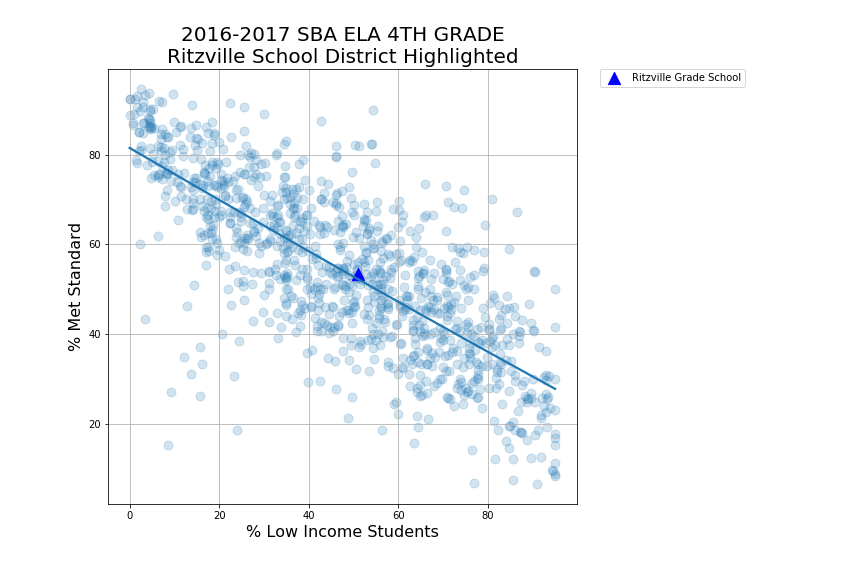 2016-2017 SBA ELA 4TH GRADE
Ritzville School District Highlighted
Ritzville Grade School
% Met Standard
80
60
40
20
0 20 40 60 80
% Low Income Students